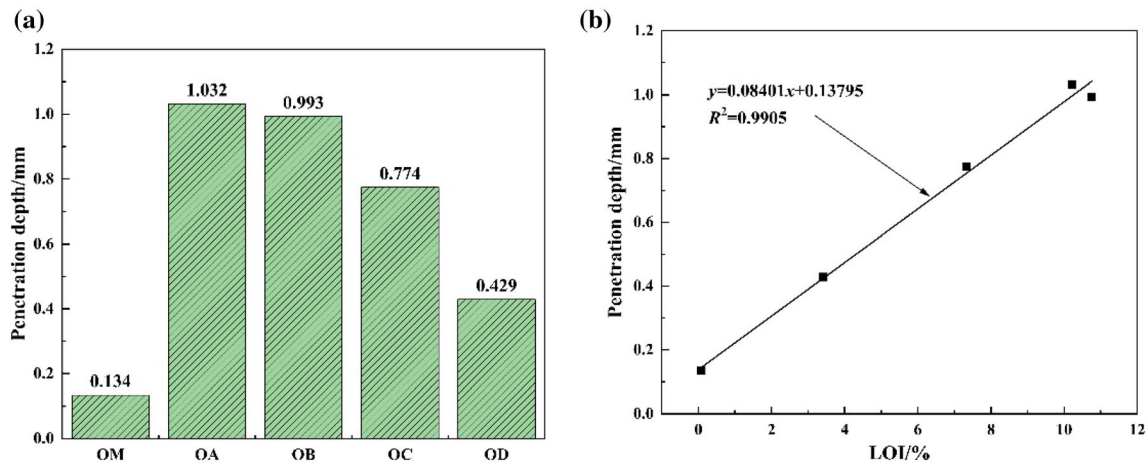 (a)
1.2
1.0
0.8
0.6
0.4
0.2
0.0
Penetration depth/mm
0.134
1.032
0.993
0.774
0.429
OM
OA
OB
OC
OD
(b)
1.2
1.0
0.8
0.6
0.4
0.2
0.0
Penetration depth/mm
y=0.08401x+0.13795
R²=0.9905
0
2
4
6
8
10
12
LOI/%